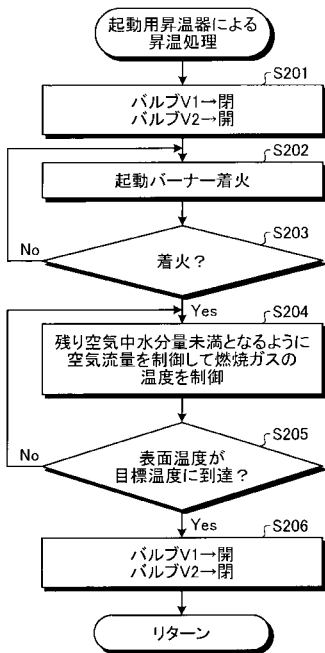 起動用昇温器による
昇温処理
S201
バルブV1→閉
バルブV2→開
S202
起動バーナー着火
S203
着火？
No
Yes
S204
残り空気中水分量未満となるように
空気流量を制御して燃焼ガスの
温度を制御
S205
表面温度が
目標温度に到達？
No
Yes
S206
バルブV1→開
バルブV2→閉
リターン